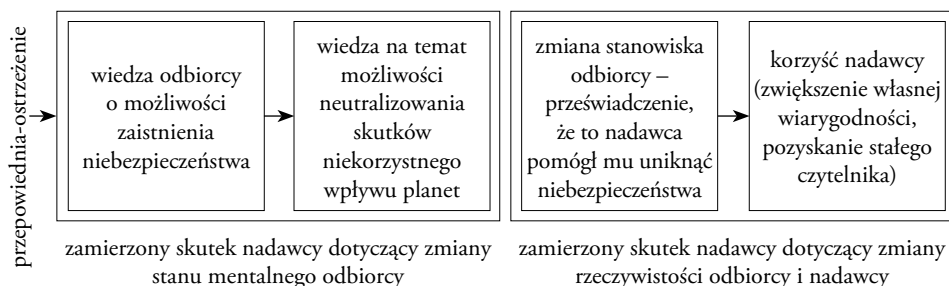 przepowiednia-ostrzeżenie
wiedza odbiorcy
o możliwości
zaistnienia
niebezpieczeństwa
wiedza na temat
możliwości
neutralizowania
skutków
niekorzystnego
wpływu planet
zmiana stanowiska
odbiorcy –
przeświadczenie,
że to nadawca
pomógł mu uniknąć
niebezpieczeństwa
korzyść nadawcy
(zwiększenie własnej
wiarygodności,
pozyskanie stałego
czytelnika)
zamierzony skutek nadawcy dotyczący zmiany
stanu mentalnego odbiorcy
zamierzony skutek nadawcy dotyczący zmiany
rzeczywistości odbiorcy i nadawcy